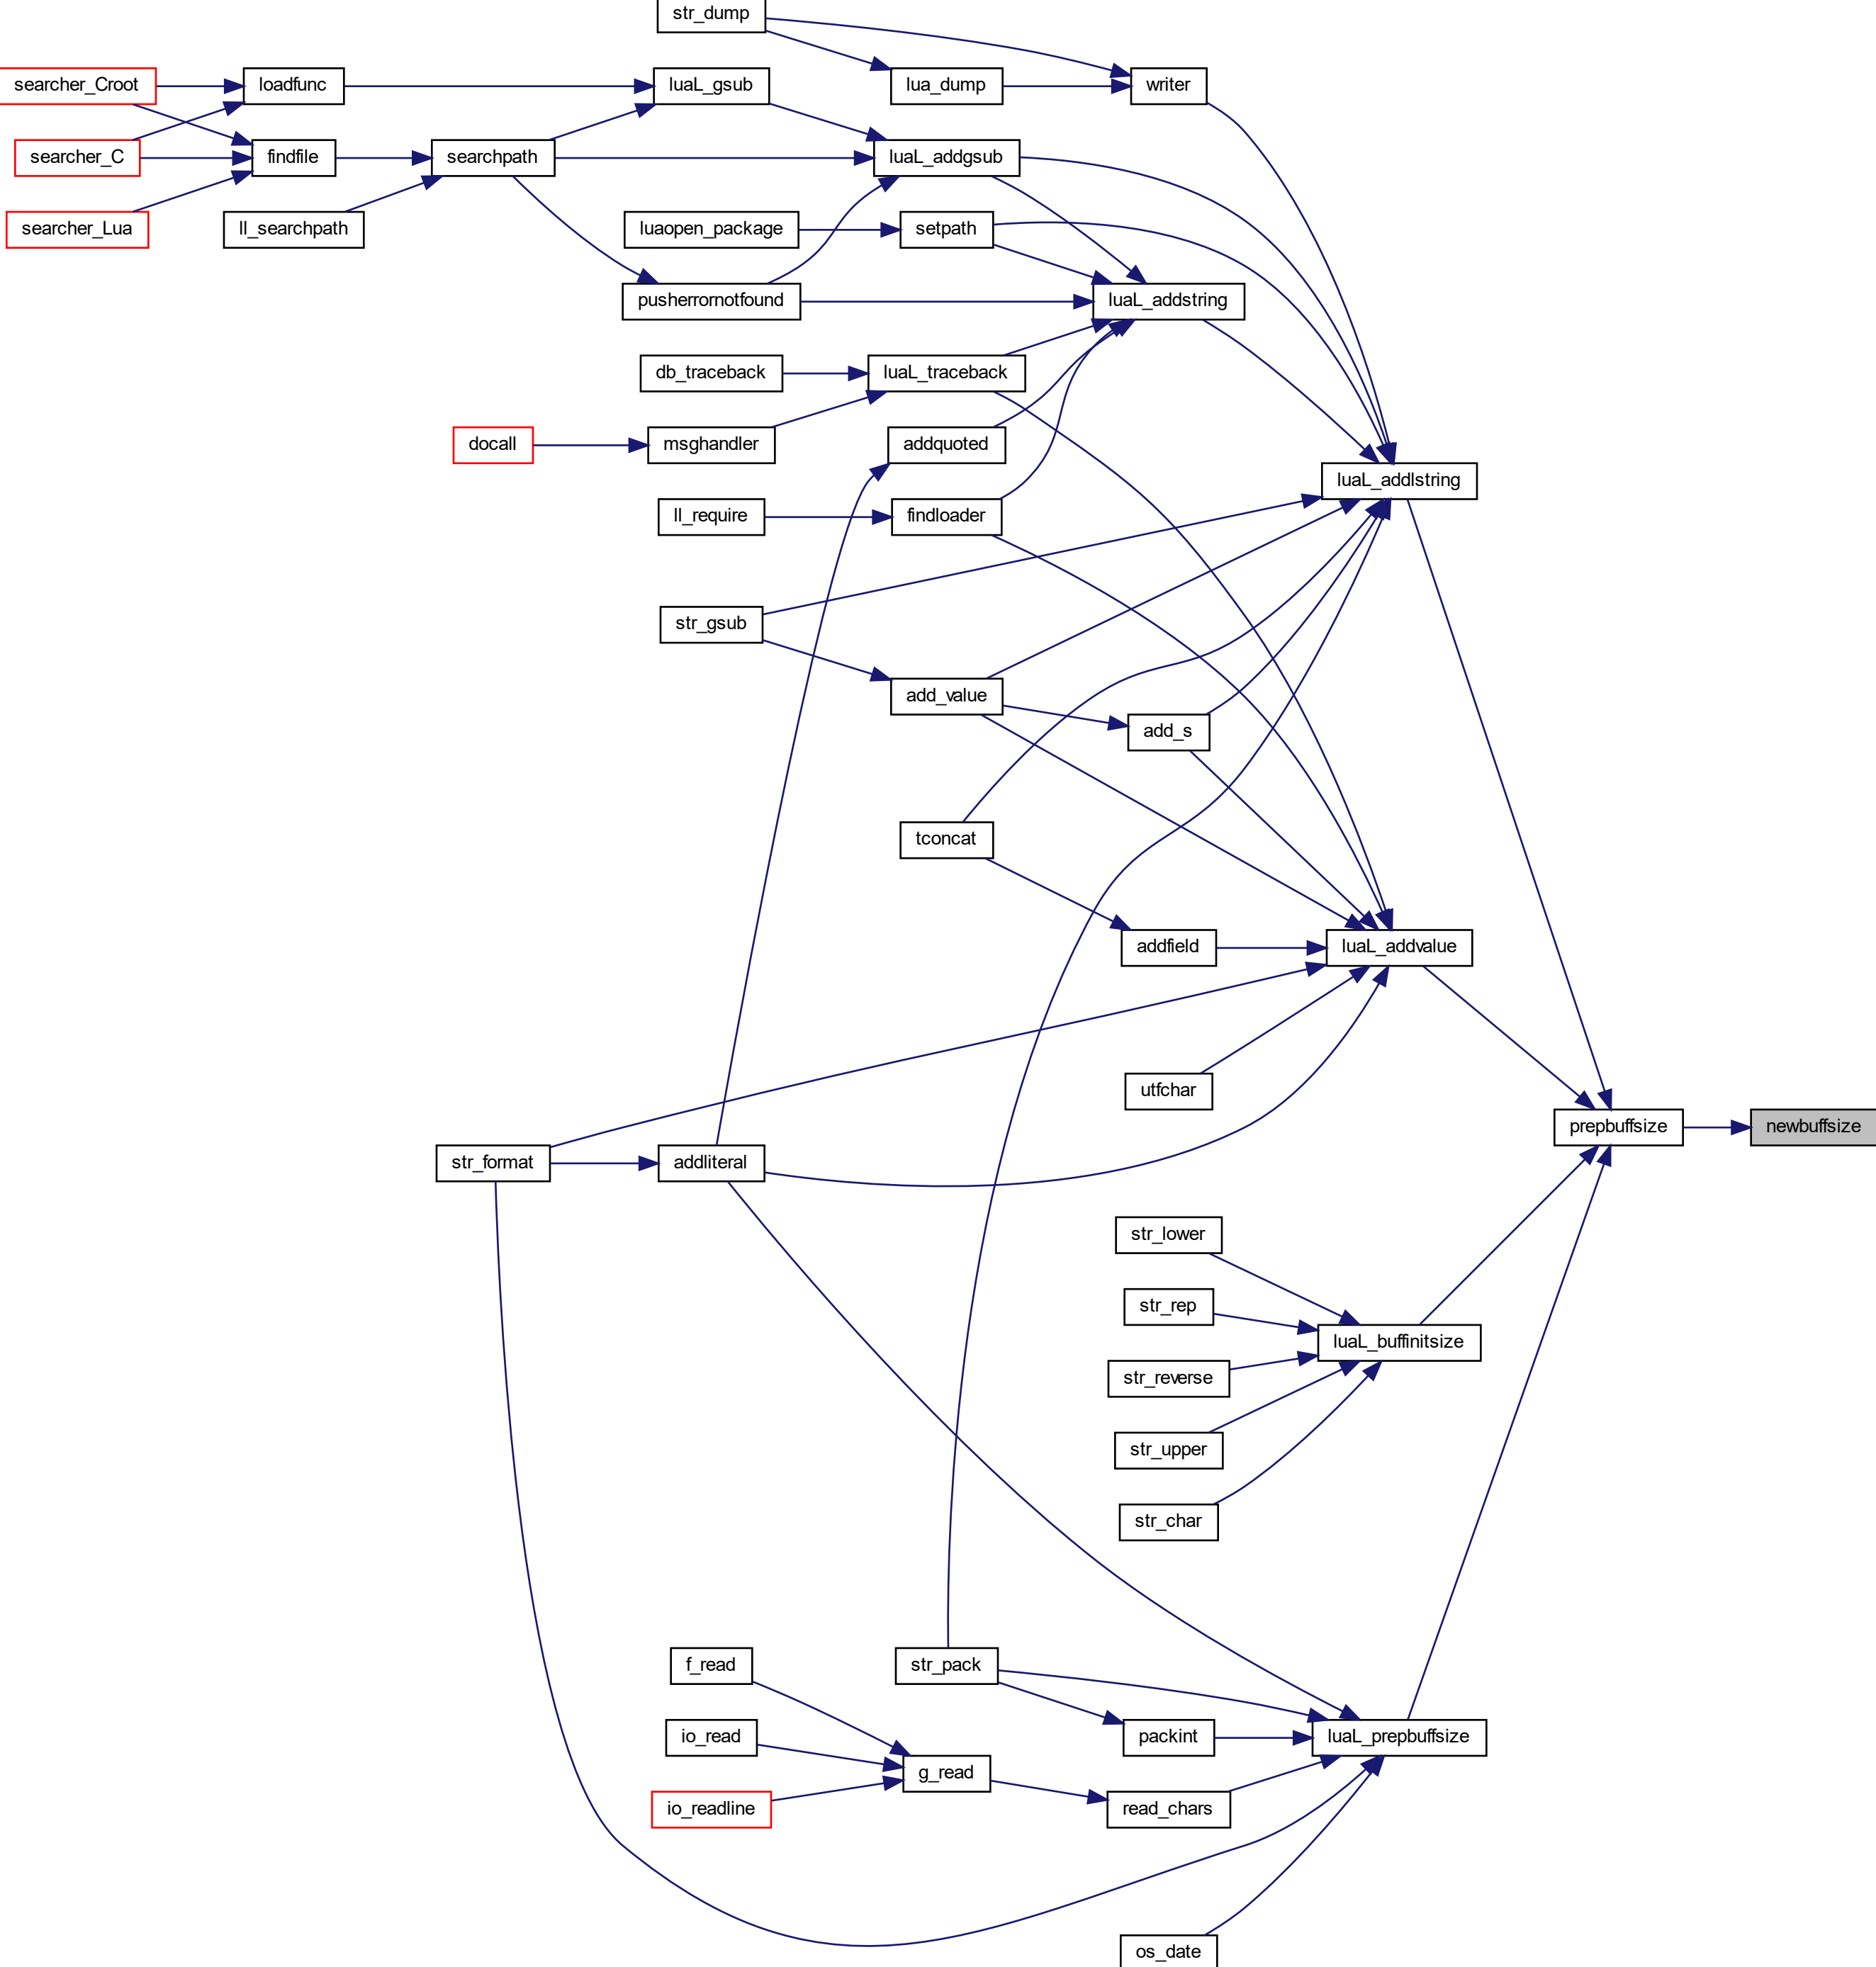 str_dump
searcher_Croot
loadfunc
luaL_gsub
lua_dump
writer
searcher_C
findfile
searchpath
luaL_addgsub
searcher_Lua
ll_searchpath
luaopen_package
setpath
pusherrornotfound
luaL_addstring
db_traceback
luaL_traceback
docall
msghandler
addquoted
luaL_addlstring
ll_require
findloader
str_gsub
add_value
add_s
tconcat
addfield
luaL_addvalue
utfchar
prepbuffsize
newbuffsize
str_format
addliteral
str_lower
str_rep
luaL_buffinitsize
str_reverse
str_upper
str_char
f_read
str_pack
io_read
packint
luaL_prepbuffsize
g_read
io_readline
read_chars
os_date